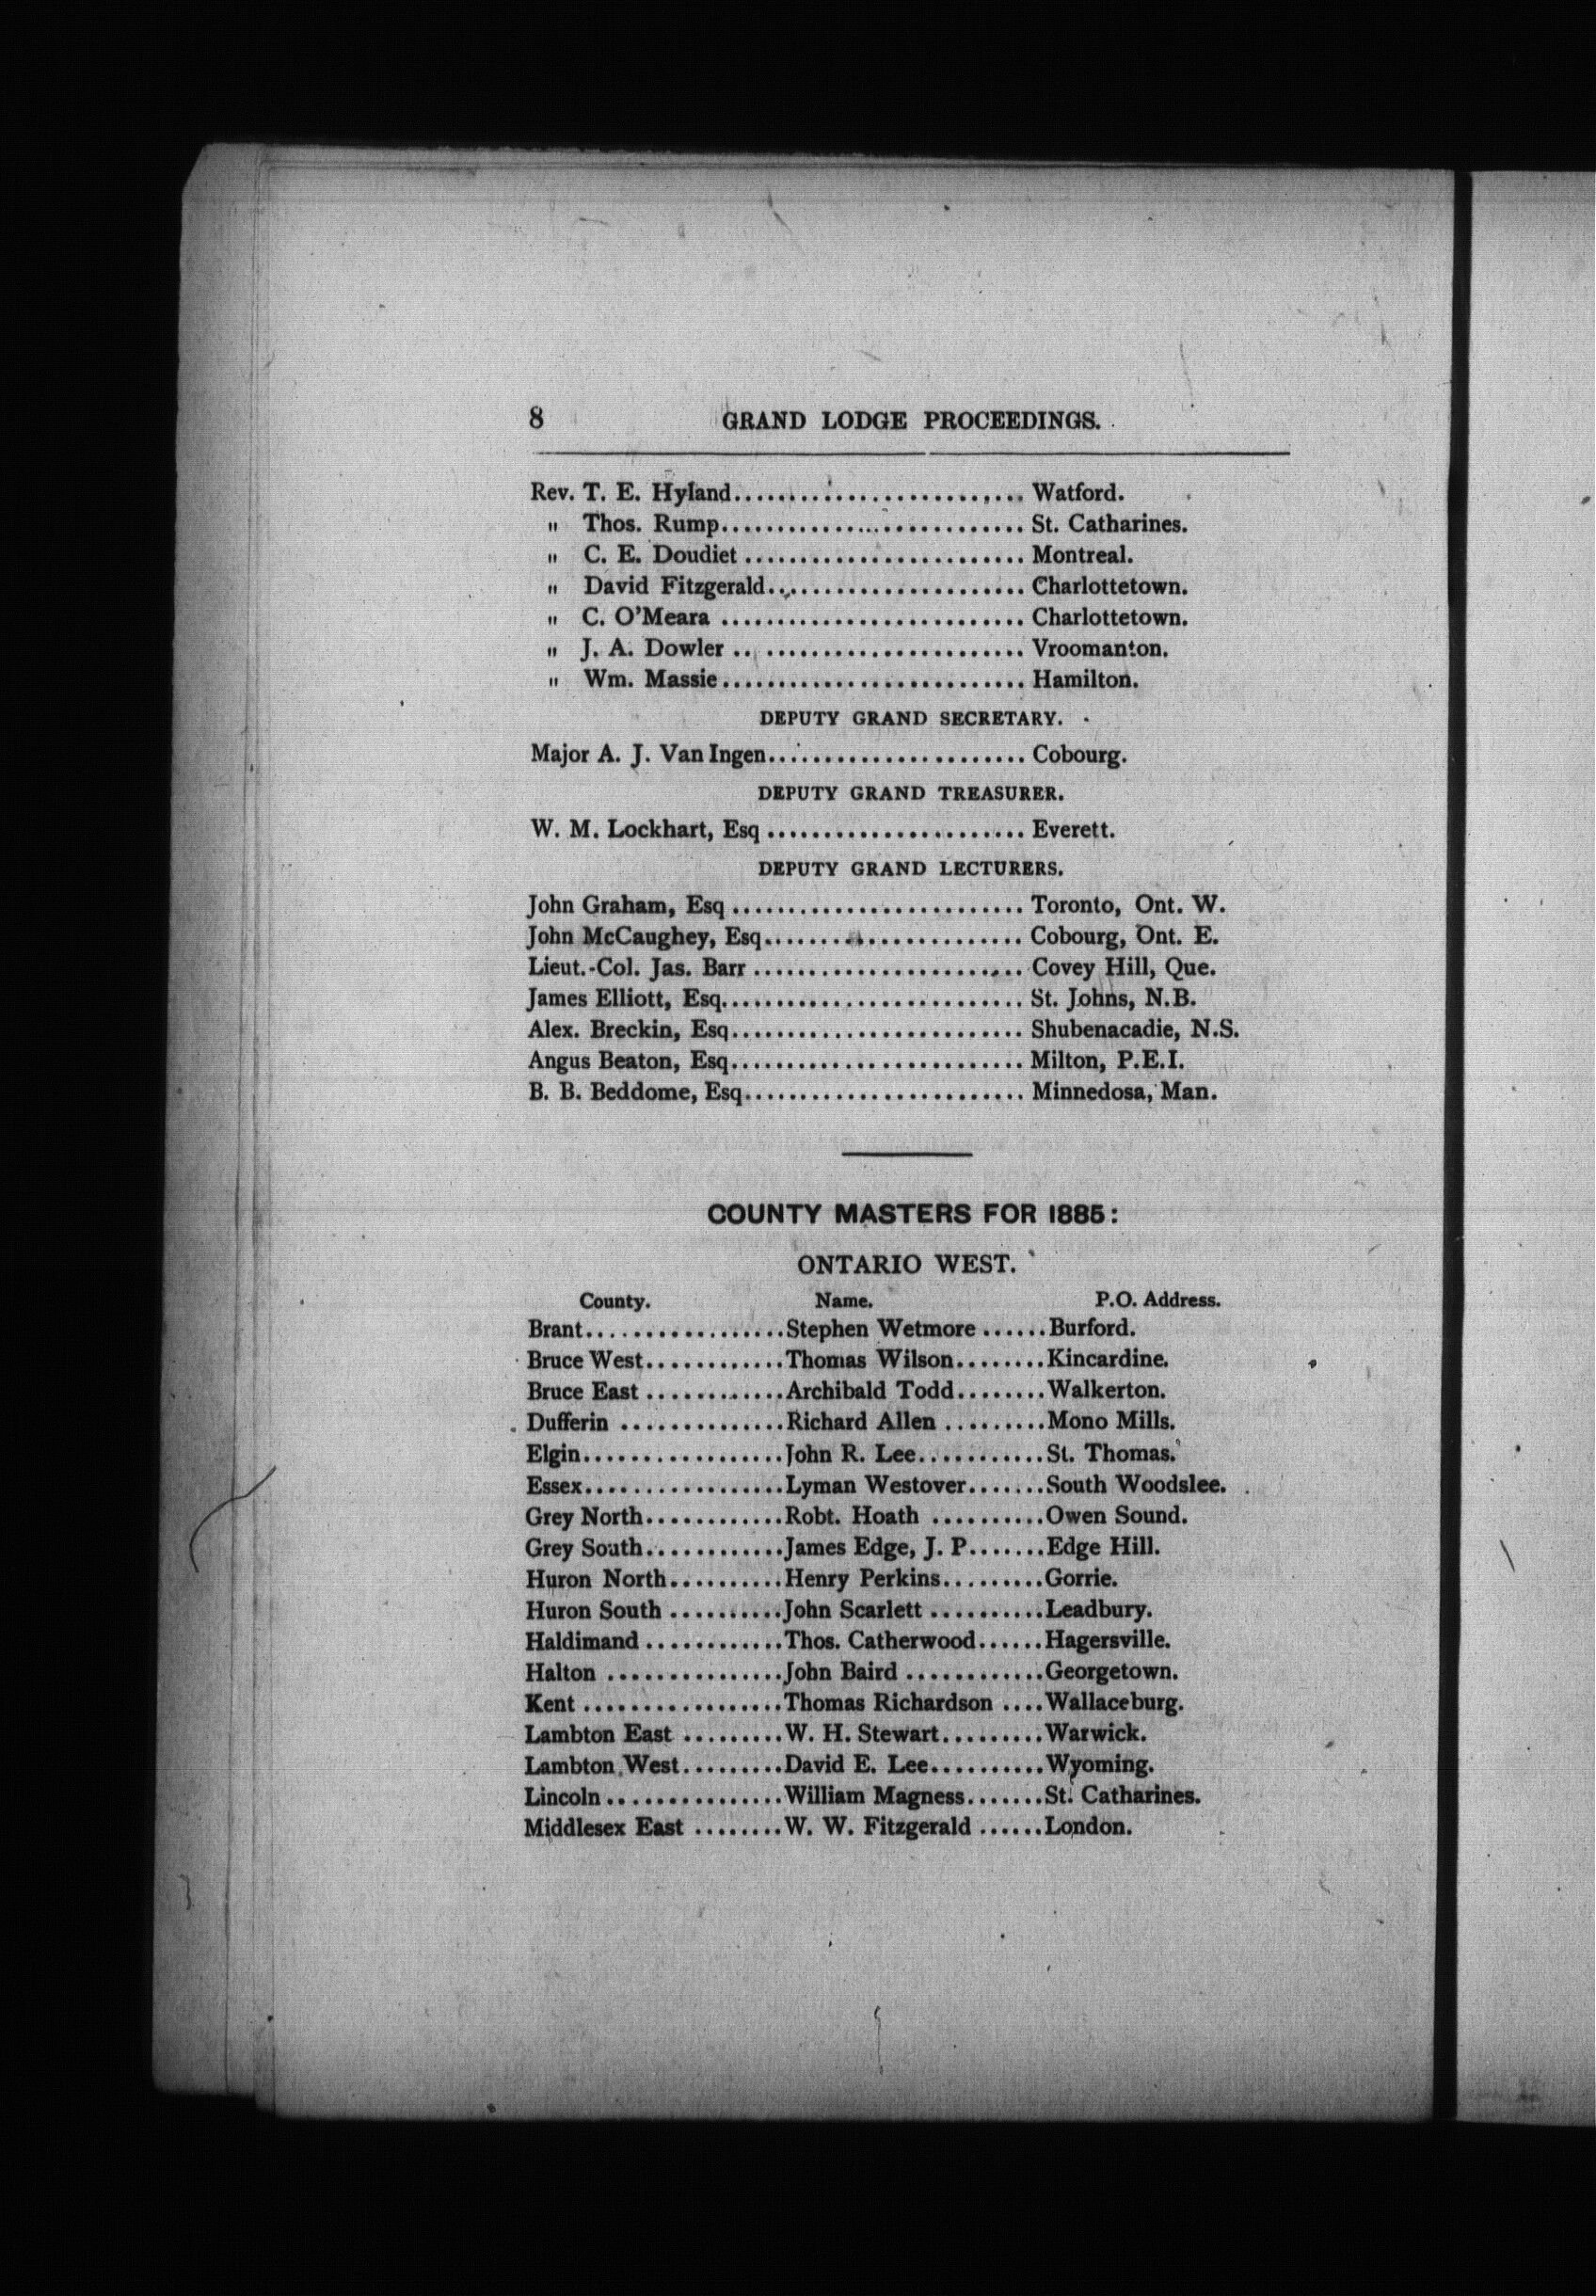 8 GRAND LODGE PROCEEDINGS.
Rev. T. E. Hyland.......................... Watford.
" Thos. Rump........................... St. Catharines.
" C. E. Doudiet ......................... Montreal.
" David Fitzgerald....................... Charlottetown.
" C. O'Meara ........................... Charlottetown.
" J. A. Dowler .. ....................... Vroomanton.
" Wm. Massie........................... Hamilton.
DEPUTY GRAND SECRETARY.
Major A. J. Van Ingen....................... Cobourg.
DEPUTY GRAND TREASURER.
W. M. Lockhart, Esq ....................... Everett.
DEPUTY GRAND LECTURERS.
John Graham, Esq .......................... Toronto, Ont. W.
John McCaughey, Esq....................... Cobourg, Ont. E.
Lieut.-Col. Jas. Barr ........................ Covey Hill, Que.
James Elliott, Esq........................... St. Johns, N.B.
Alex. Breckin, Esq.......................... Shubenacadie, N.S.
Angus Beaton, Esq.......................... Milton, P.E.I.
B. B. Beddome, Esq......................... Minnedosa, Man.
COUNTY MASTERS FOR 1885:
ONTARIO WEST.
County. Name. P.O. Address.
Brant.................Stephen Wetmore ......Burford.
Bruce West............Thomas Wilson........Kincardine.
Bruce East ............Archibald Todd........Walkerton.
Dufferin ..............Richard Allen .........Mono Mills.
Elgin.................John R. Lee...........St. Thomas.
Essex.................Lyman Westover.......South Woodslee.
Grey North............Robt. Hoath ..........Owen Sound.
Grey South............James Edge, J. P.......Edge Hill.
Huron North..........Henry Perkins.........Gorrie.
Huron South ..........John Scarlett ..........Leadbury.
Haldimand ............Thos. Catherwood......Hagersville.
Halton ...............John Baird ............Georgetown.
Kent .................Thomas Richardson ....Wallaceburg.
Lambton East .........W. H. Stewart.........Warwick.
Lambton West.........David E. Lee..........Wyoming.
Lincoln ...............William Magness.......St. Catharines.
Middlesex East ........W. W. Fitzgerald ......London.